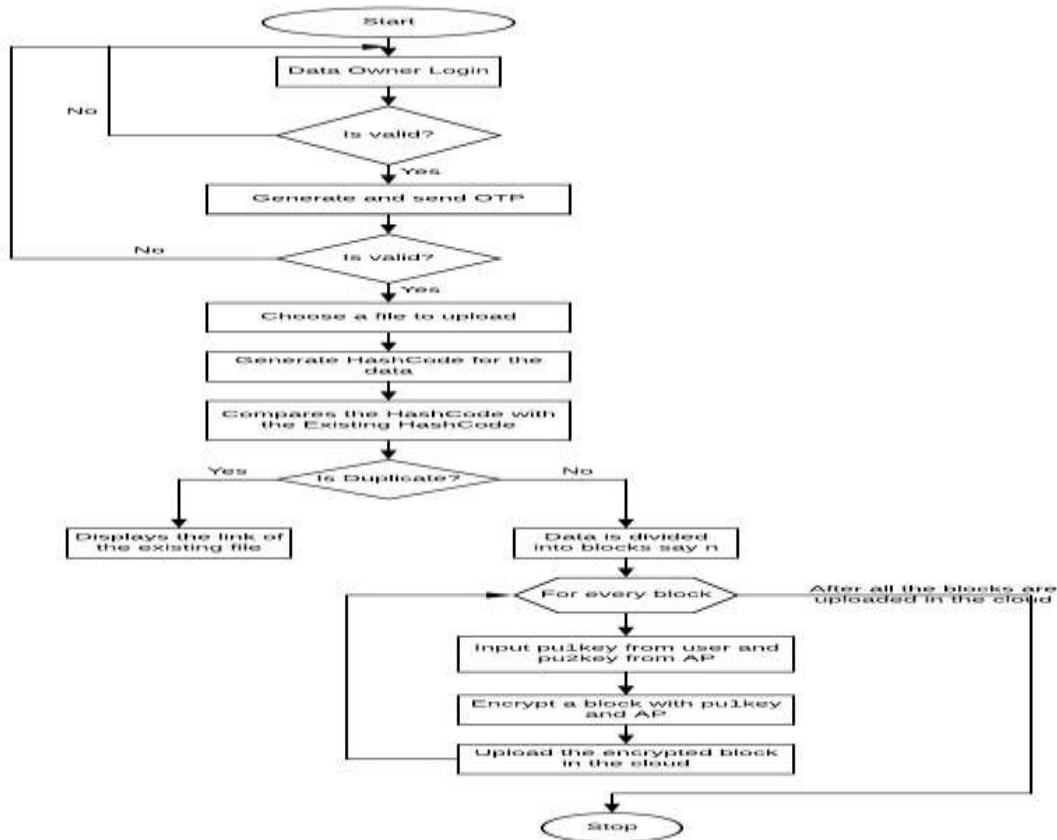 Start
Data Owner Login
No
Is valid?
Yes
Generate and send OTP
No
Is valid?
Yes
Choose a file to upload
Generate HashCode for the
data
Compares the HashCode with
the Existing HashCode
Yes
Is Duplicate?
No
Displays the link of
the existing file
Data is divided
into blocks say n
For every block
After all the blocks are
uploaded in the cloud
Input pu1key from user and
pu2key from AP
Encrypt a block with pu1key
and AP
Upload the encrypted block
in the cloud
Stop